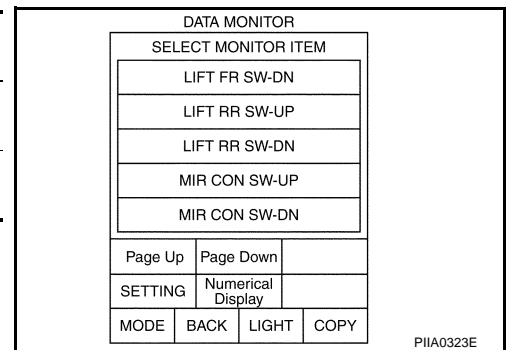 DATA MONITOR
SELECT MONITOR ITEM
LIFT FR SW-DN
LIFT RR SW-UP
LIFT RR SW-DN
MIR CON SW-UP
MIR CON SW-DN
Page Up Page Down
SETTING Numerical
Display
MODE BACK LIGHT COPY
PIIA0323E